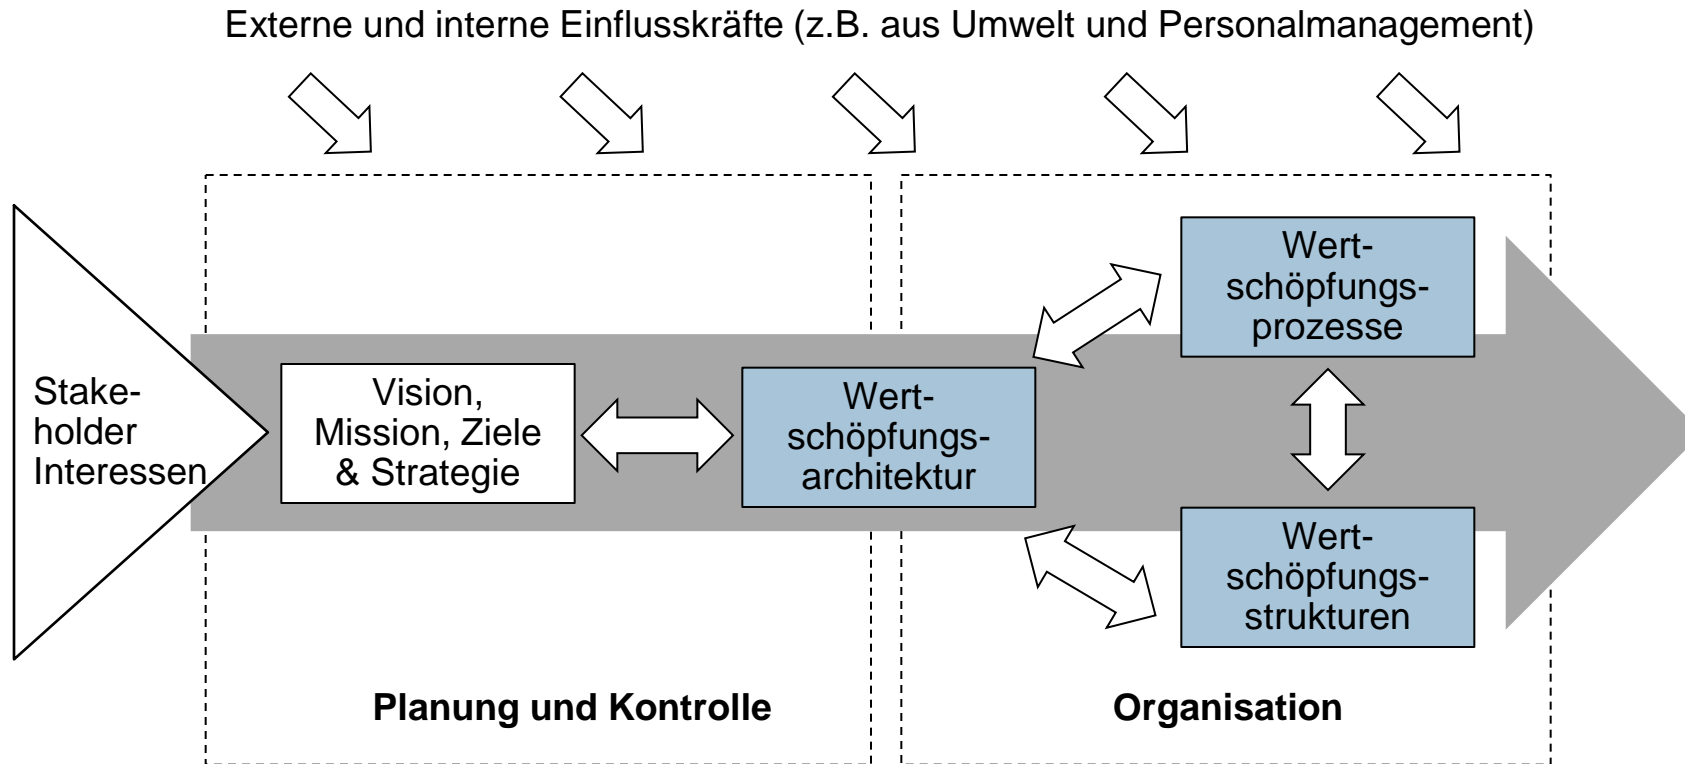 Externe und interne Einflusskräfte (z.B. aus Umwelt und Personalmanagement)
Stake-
holder
Interessen
Vision,
Mission, Ziele
& Strategie
Wert-
schöpfungs-
architektur
Wert-
schöpfungs-
prozesse
Wert-
schöpfungs-
strukturen
Planung und Kontrolle
Organisation